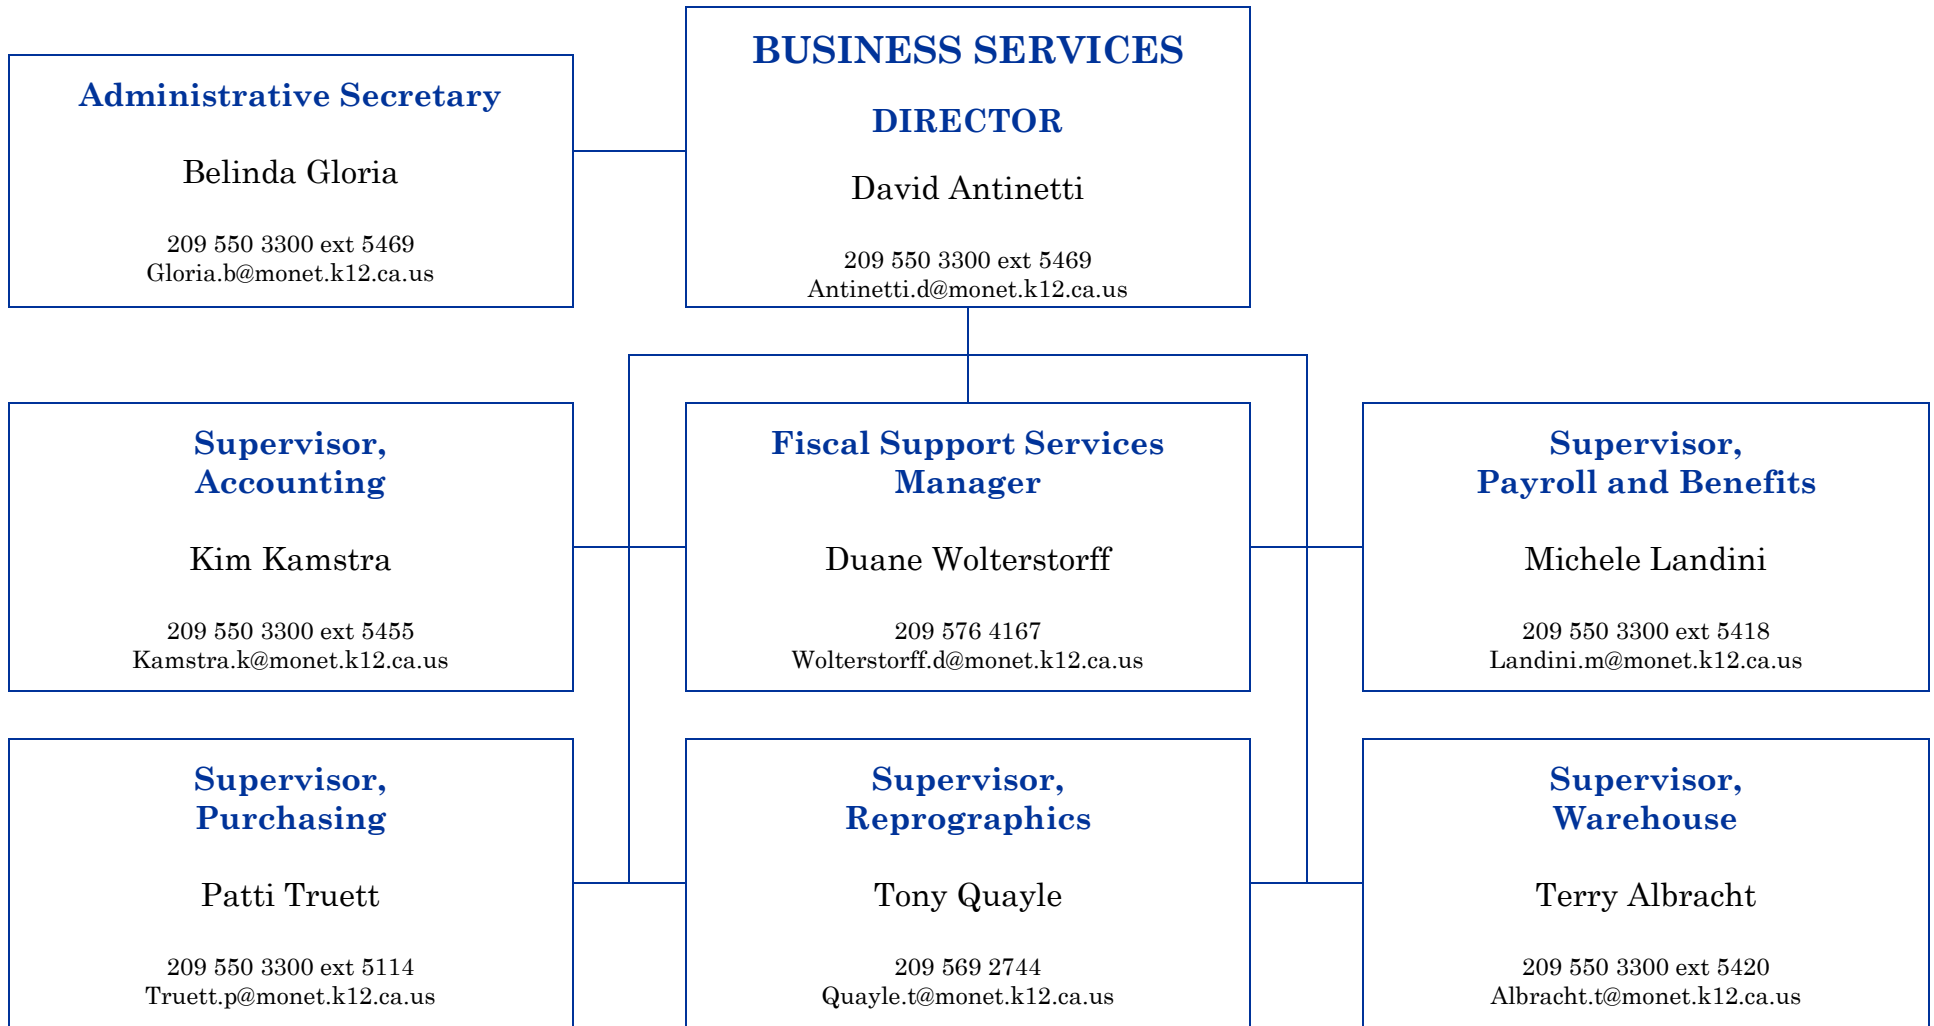 Administrative Secretary
Belinda Gloria
209 550 3300 ext 5469
Gloria.b@monet.k12.ca.us
BUSINESS SERVICES
DIRECTOR
David Antinetti
209 550 3300 ext 5469
Antinetti.d@monet.k12.ca.us
Supervisor,
Accounting
Kim Kamstra
209 550 3300 ext 5455
Kamstra.k@monet.k12.ca.us
Fiscal Support Services
Manager
Duane Wolterstorff
209 576 4167
Wolterstorff.d@monet.k12.ca.us
Supervisor,
Payroll and Benefits
Michele Landini
209 550 3300 ext 5418
Landini.m@monet.k12.ca.us
Supervisor,
Purchasing
Patti Truett
209 550 3300 ext 5114
Truett.p@monet.k12.ca.us
Supervisor,
Reprographics
Tony Quayle
209 569 2744
Quayle.t@monet.k12.ca.us
Supervisor,
Warehouse
Terry Albracht
209 550 3300 ext 5420
Albracht.t@monet.k12.ca.us